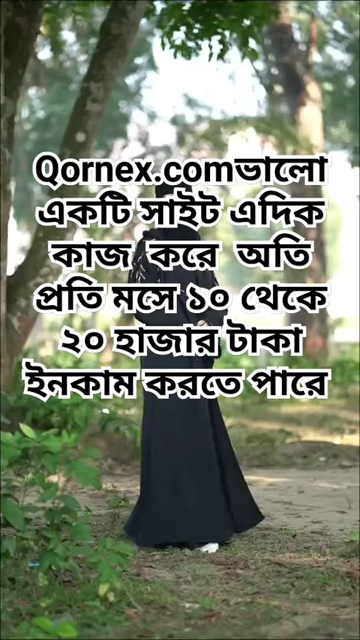 Qornex.comভালো
একটি সাইট এদিক
কাজ করে অতি
প্রতি মসে ১০ থেকে
২০ হাজার টাকা
ইনকাম করতে পারে